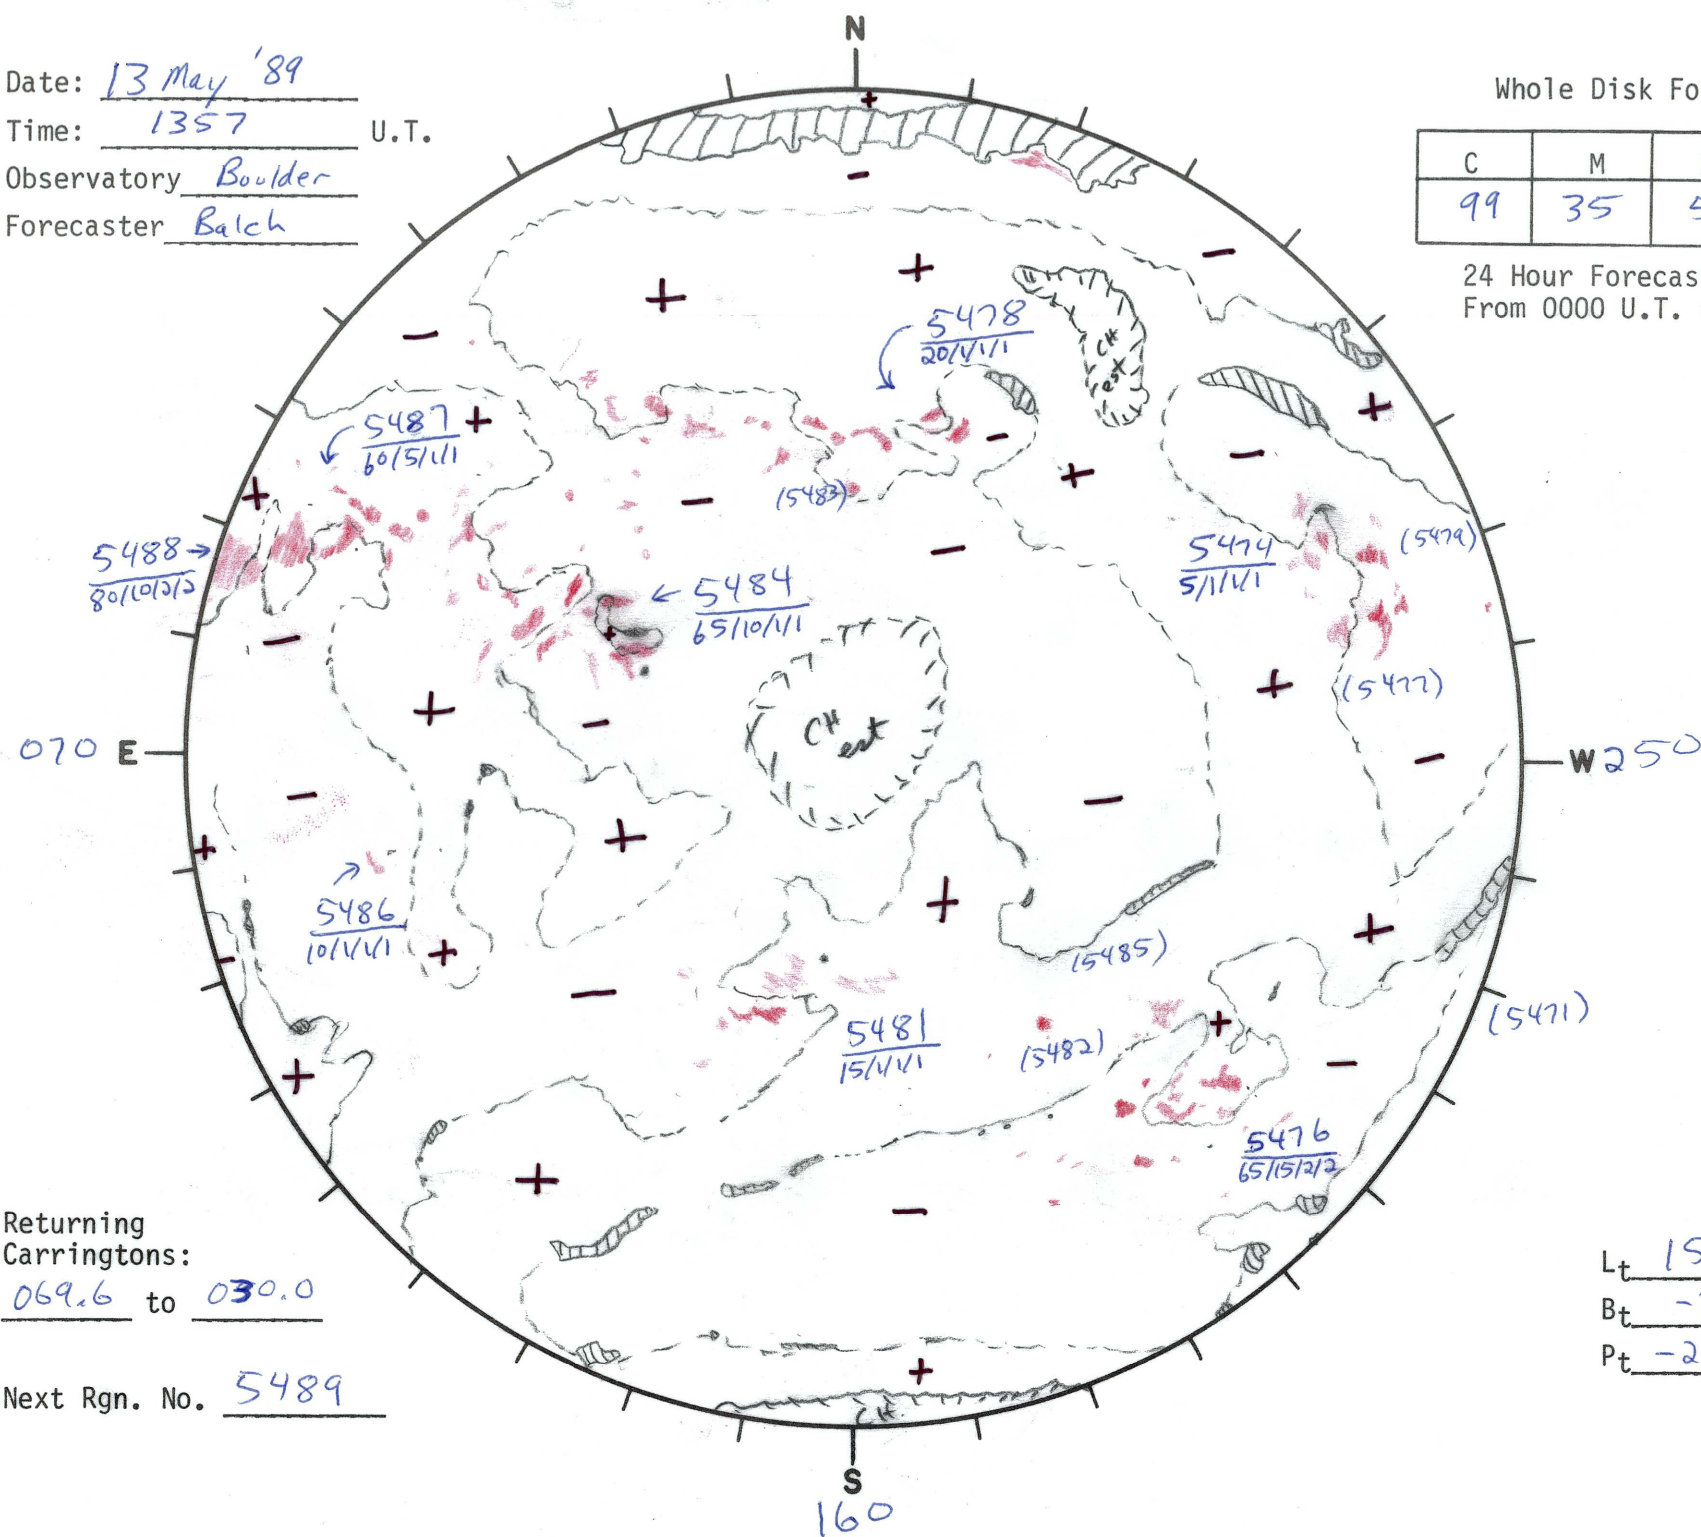 N
Date: 13 May '89
Time: 1357 U.T.
Observatory Boulder
Forecaster Balch
Whole Disk Fo
C M
99 35 5
24 Hour Forecas
From 0000 U.T.
+
−
−
+
+
−
5478
20/1/1/1
CH
est
+
5487
60/5/1/1
+
−
+
−
+
−
(5483)
−
5474
5/1/1/1
(5479)
5488
80/10/2/2
5484
65/10/1/1
+
−
+
(5477)
+
−
CH
est
070 E
W 250
−
−
−
+
+
5486
10/1/1/1
+
+
+
(5485)
−
−
5481
15/1/1/1
(5482)
+
(5471)
+
−
5476
65/15/2/2
+
−
Returning
Carringtons:
069.6 to 030.0
Lt 15
Bt -
Pt -2
+
Next Rgn. No. 5489
CH
S
160